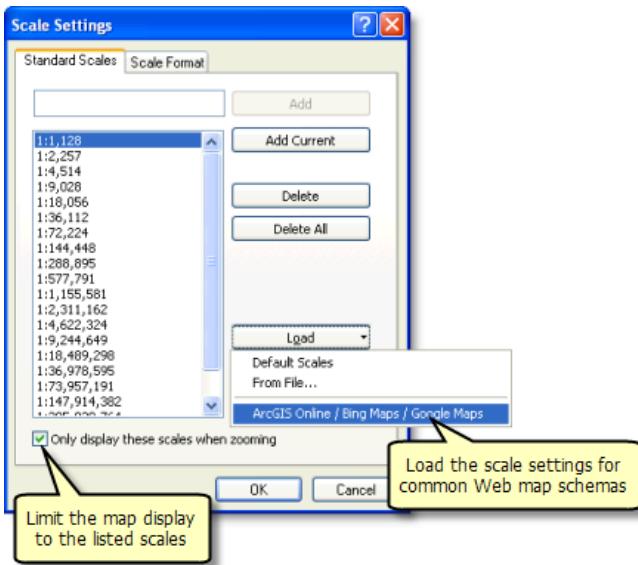 Scale Settings
Standard Scales
Scale Format
Add
1:1,128
Add Current
1:2,257
1:4,514
1:9,028
Delete
1:18,056
1:36,112
Delete All
1:72,224
1:144,448
1:288,895
1:577,791
1:1,155,581
1:2,311,162
1:4,622,324
Load
1:9,244,649
1:18,489,298
Default Scales
1:36,978,595
From File...
1:73,957,191
1:147,914,382
ArcGIS Online / Bing Maps / Google Maps
Only display these scales when zooming
Load the scale settings for
common Web map schemas
OK
Cancel
Limit the map display
to the listed scales